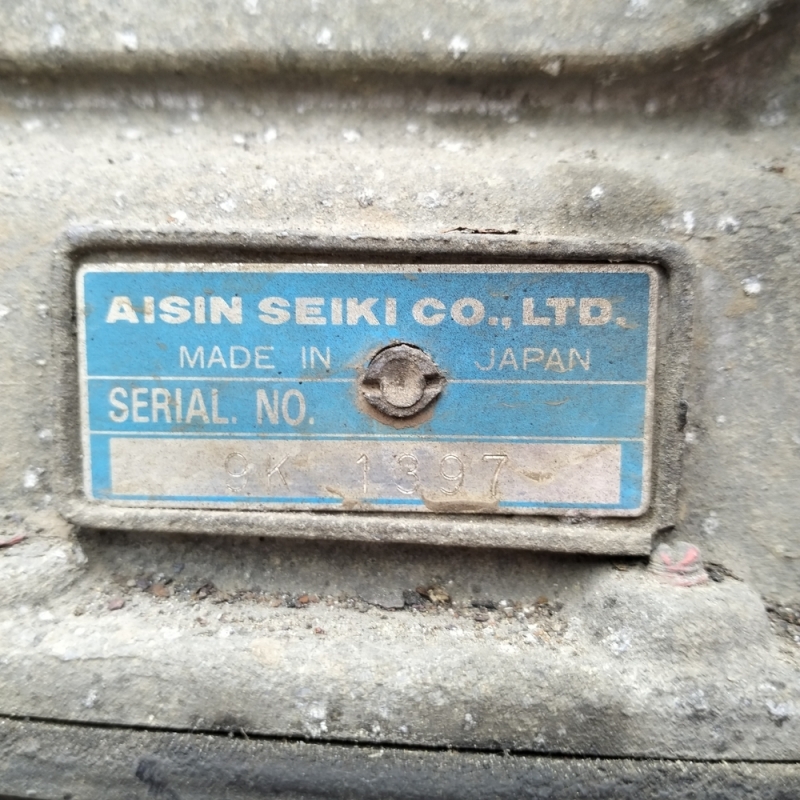 AISIN SEIKI CO., LTD.
MADE IN JAPAN
SERIAL. NO.
1397